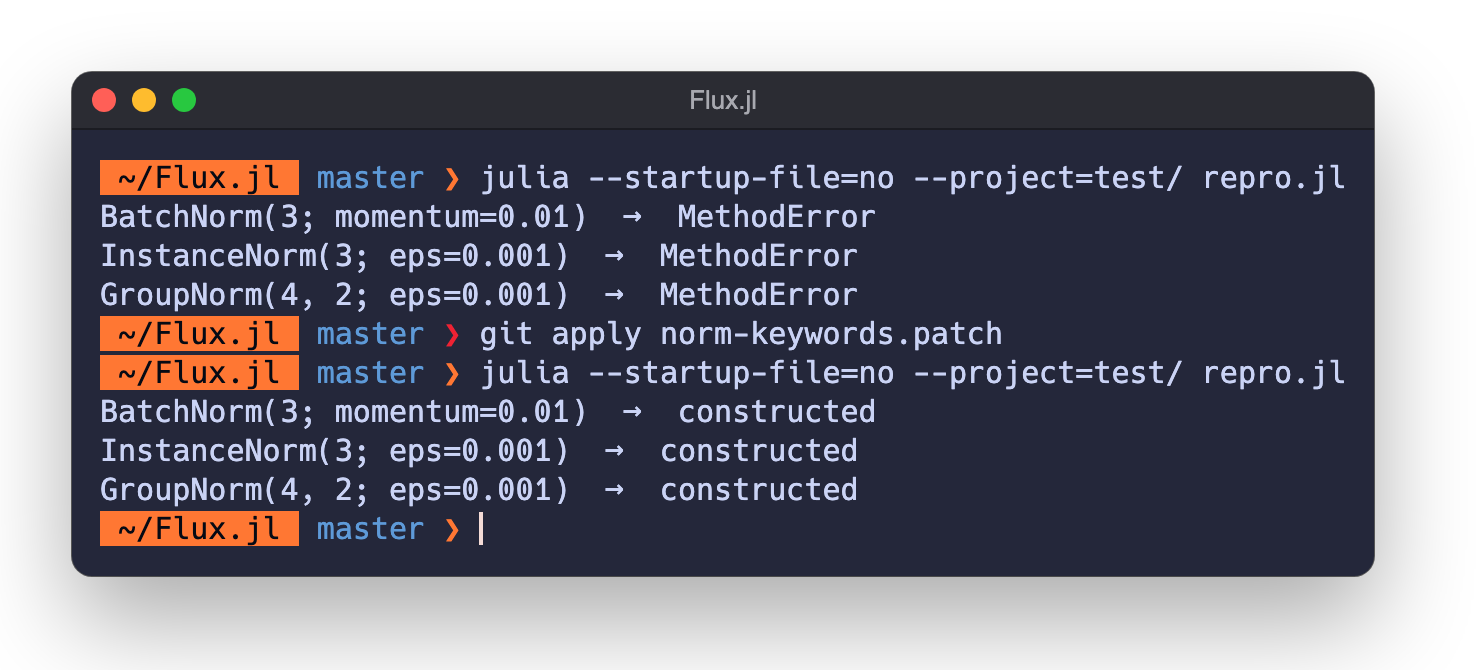 Flux.jl
~/Flux.jl master ❯ julia --startup-file=no --project=test/ repro.jl
BatchNorm(3; momentum=0.01) → MethodError
InstanceNorm(3; eps=0.001) → MethodError
GroupNorm(4, 2; eps=0.001) → MethodError
~/Flux.jl master ❯ git apply norm-keywords.patch
~/Flux.jl master ❯ julia --startup-file=no --project=test/ repro.jl
BatchNorm(3; momentum=0.01) → constructed
InstanceNorm(3; eps=0.001) → constructed
GroupNorm(4, 2; eps=0.001) → constructed
~/Flux.jl master ❯